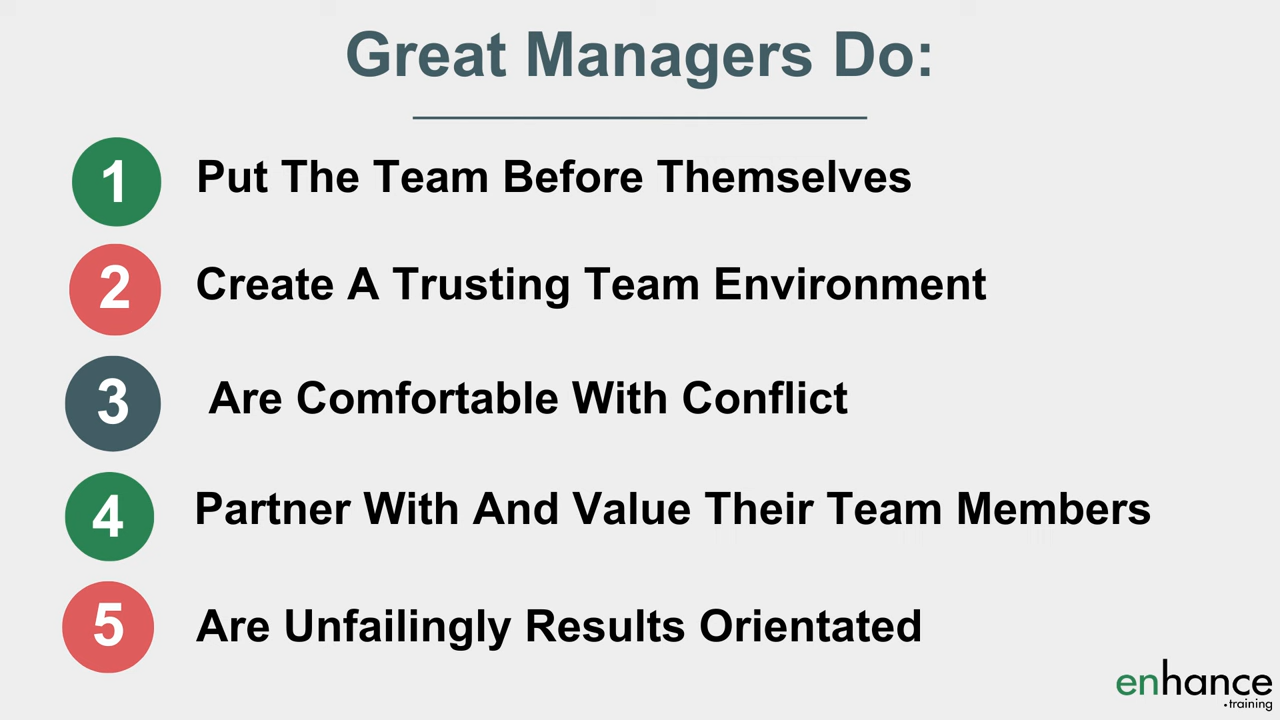 Great Managers Do:
1 Put The Team Before Themselves
2 Create A Trusting Team Environment
3 Are Comfortable With Conflict
4 Partner With And Value Their Team Members
5 Are Unfailingly Results Orientated
enhance
.training